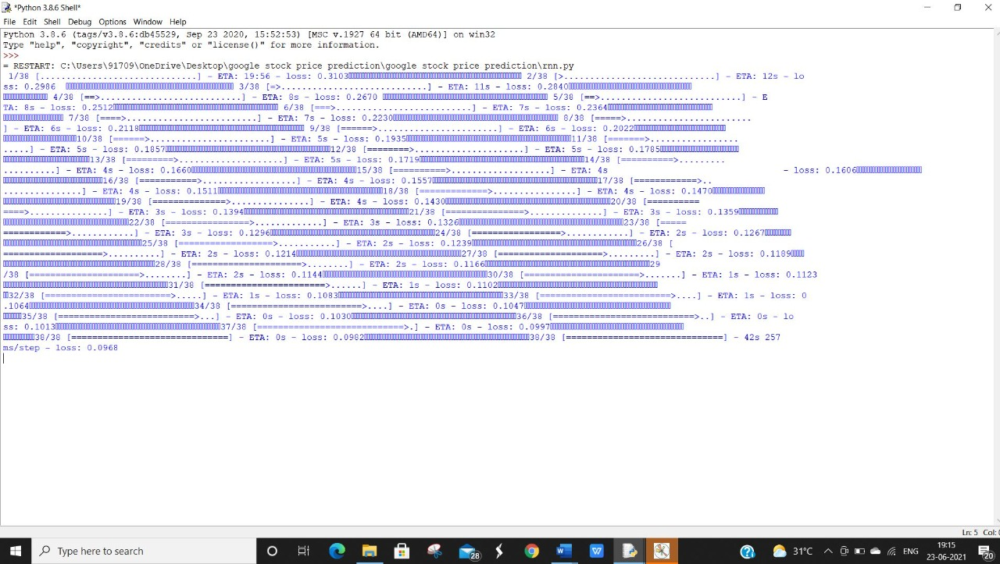 *Python 3.8.6 Shell*
File Edit Shell Debug Options Window Help
Python 3.8.6 (tags/v3.8.6:db45529, Sep 23 2020, 15:52:53) [MSC v.1927 64 bit (AMD64)] on win32
Type "help", "copyright", "credits" or "license()" for more information.
>>>
= RESTART: C:\Users\91709\OneDrive\Desktop\google stock price prediction\google stock price prediction\rnn.py
1/38 [..............................] - ETA: 19:56 - loss: 0.3103 2/38 [>.............................] - ETA: 12s - lo
ss: 0.2986 3/38 [=>............................] - ETA: 11s - loss: 0.2840
4/38 [==>...........................] - ETA: 8s - loss: 0.2670 5/38 [==>...........................] - E
TA: 8s - loss: 0.2512 6/38 [===>..........................] - ETA: 7s - loss: 0.2364
7/38 [====>.........................] - ETA: 7s - loss: 0.2230 8/38 [=====>........................
] - ETA: 6s - loss: 0.2118 9/38 [======>.......................] - ETA: 6s - loss: 0.2022
10/38 [======>.......................] - ETA: 5s - loss: 0.1935 11/38 [=======>.................
.....] - ETA: 5s - loss: 0.1857 12/38 [========>.....................] - ETA: 5s - loss: 0.1785
13/38 [=========>....................] - ETA: 5s - loss: 0.1719 14/38 [==========>.........
..........] - ETA: 4s - loss: 0.1660 15/38 [==========>...................] - ETA: 4s - loss: 0.1606
16/38 [===========>..................] - ETA: 4s - loss: 0.1557 17/38 [============>..
...............] - ETA: 4s - loss: 0.1511 18/38 [=============>................] - ETA: 4s - loss: 0.1470
19/38 [==============>...............] - ETA: 4s - loss: 0.1430 20/38 [==========
====>..............] - ETA: 3s - loss: 0.1394 21/38 [===============>..............] - ETA: 3s - loss: 0.1359
22/38 [================>.............] - ETA: 3s - loss: 0.1326 23/38 [=====
============>............] - ETA: 3s - loss: 0.1296 24/38 [=================>............] - ETA: 2s - loss: 0.1267
25/38 [==================>...........] - ETA: 2s - loss: 0.1239 26/38 [
===================>..........] - ETA: 2s - loss: 0.1214 27/38 [====================>.........] - ETA: 2s - loss: 0.1189
28/38 [=====================>........] - ETA: 2s - loss: 0.1166 29
/38 [=====================>........] - ETA: 2s - loss: 0.1144 30/38 [======================>.......] - ETA: 1s - loss: 0.1123
31/38 [=======================>......] - ETA: 1s - loss: 0.1102
32/38 [========================>.....] - ETA: 1s - loss: 0.1083 33/38 [=========================>....] - ETA: 1s - loss: 0
.1064 34/38 [=========================>....] - ETA: 0s - loss: 0.1047
35/38 [==========================>...] - ETA: 0s - loss: 0.1030 36/38 [===========================>..] - ETA: 0s - lo
ss: 0.1013 37/38 [============================>.] - ETA: 0s - loss: 0.0997
38/38 [==============================] - ETA: 0s - loss: 0.0982 38/38 [==============================] - 42s 257
ms/step - loss: 0.0968
Ln: 5 Col: 0
Type here to search
28
31°C
ENG
19:15
23-06-2021
20